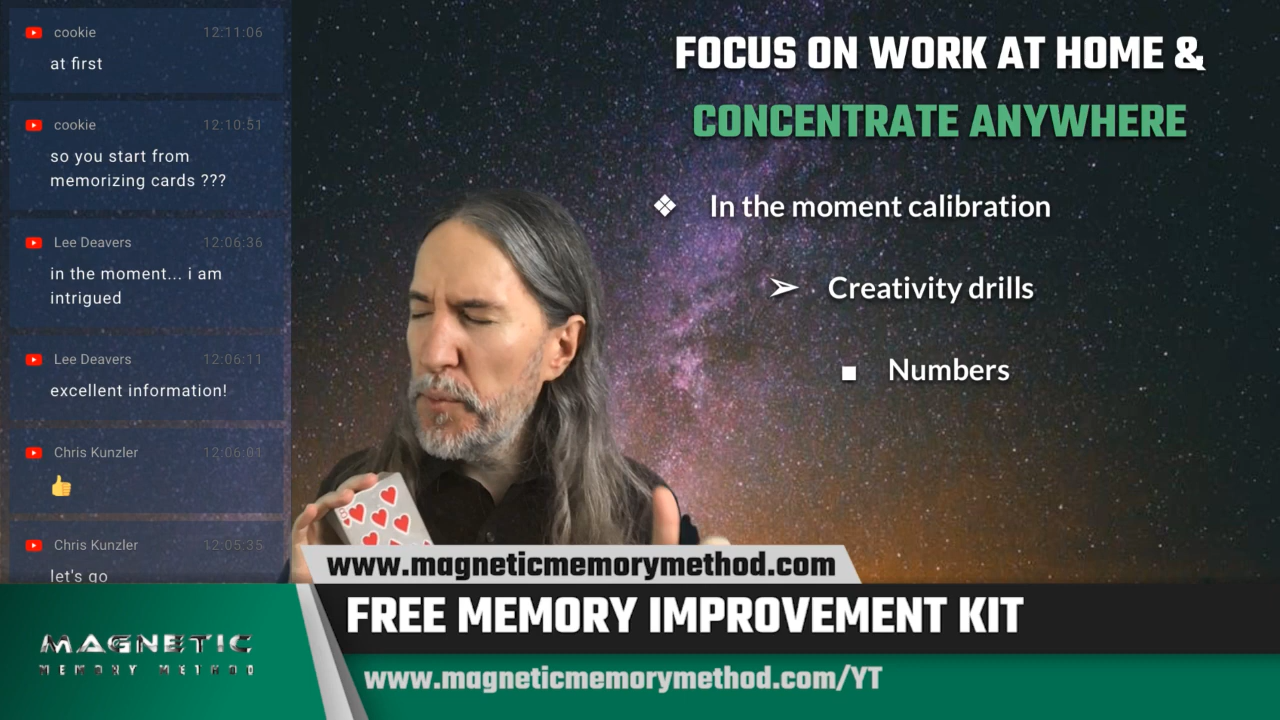 cookie 12:11:06
at first
cookie 12:10:51
so you start from
memorizing cards ???
Lee Deavers 12:06:36
in the moment... i am
intrigued
Lee Deavers 12:06:11
excellent information!
Chris Kunzler 12:06:01
👍
Chris Kunzler 12:05:35
let's go
FOCUS ON WORK AT HOME &
CONCENTRATE ANYWHERE
❖ In the moment calibration
➢ Creativity drills
▪ Numbers
www.magneticmemorymethod.com
FREE MEMORY IMPROVEMENT KIT
www.magneticmemorymethod.com/YT
MAGNETIC
MEMORY METHOD